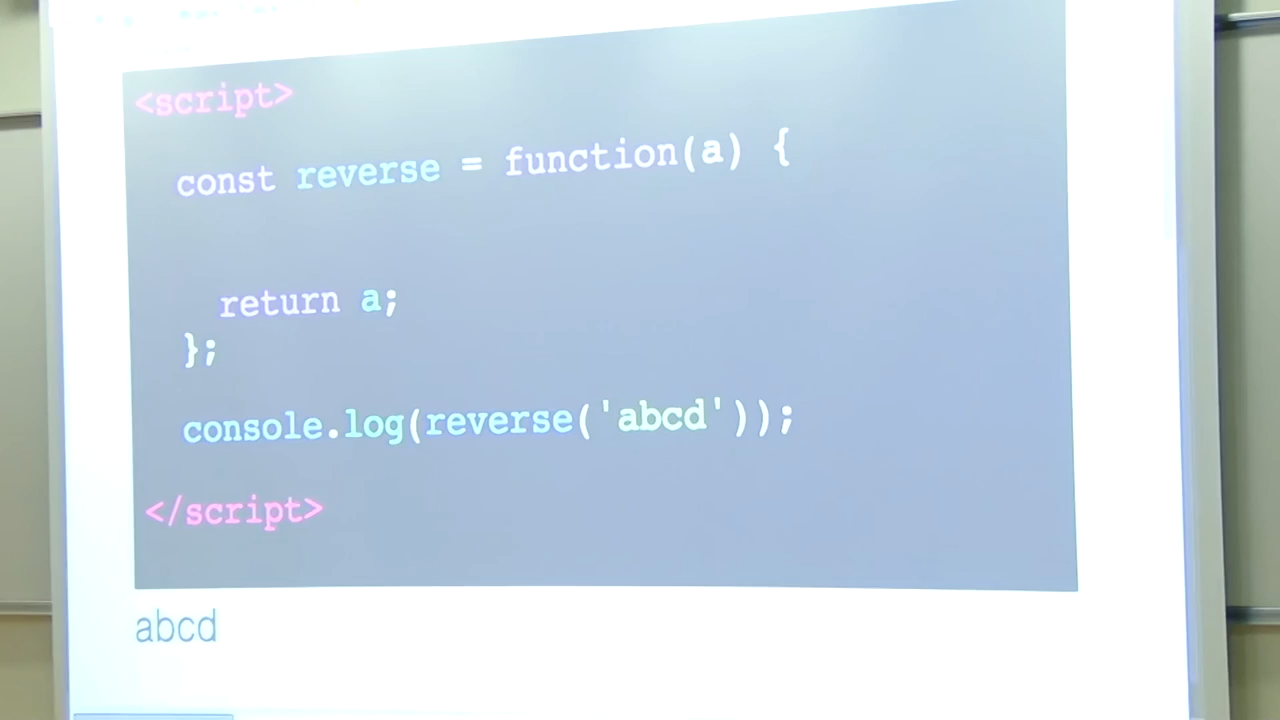 <script>
const reverse = function(a) {
return a;
};
console.log(reverse('abcd'));
</script>
abcd